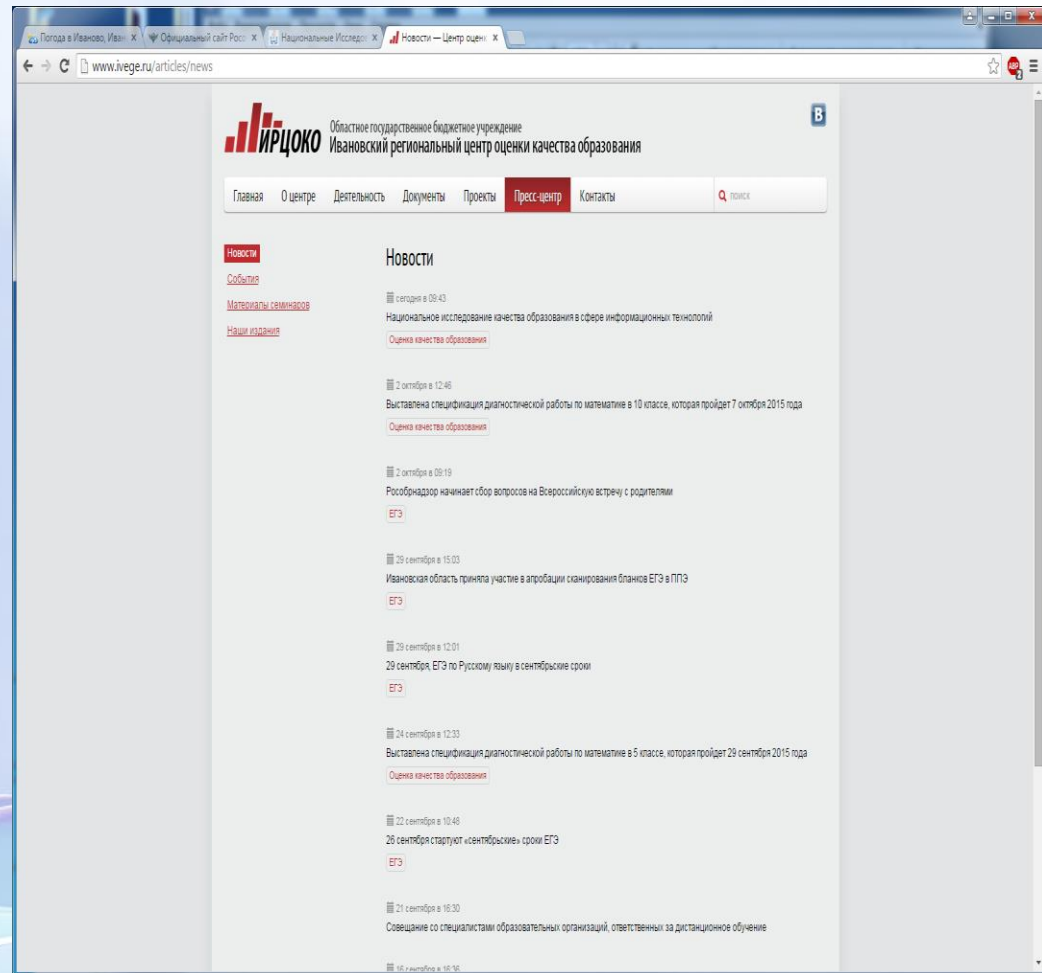 Погода в Иваново, Иван
Официальный сайт Росо
Национальные Исследо
Новости — Центр оценк
www.ivege.ru/articles/news
ABP
2
ИРЦОКО
Областное государственное бюджетное учреждение
Ивановский региональный центр оценки качества образования
B
Главная О центре Деятельность Документы Проекты Пресс-центр Контакты поиск
Новости
События
Материалы семинаров
Наши издания
Новости
сегодня в 09:43
Национальное исследование качества образования в сфере информационных технологий
Оценка качества образования
2 октября в 12:46
Выставлена спецификация диагностической работы по математике в 10 классе, которая пройдет 7 октября 2015 года
Оценка качества образования
2 октября в 09:19
Рособрнадзор начинает сбор вопросов на Всероссийскую встречу с родителями
ЕГЭ
29 сентября в 15:03
Ивановская область приняла участие в апробации сканирования бланков ЕГЭ в ППЭ
ЕГЭ
29 сентября в 12:01
29 сентября, ЕГЭ по Русскому языку в сентябрьские сроки
ЕГЭ
24 сентября в 12:33
Выставлена спецификация диагностической работы по математике в 5 классе, которая пройдет 29 сентября 2015 года
Оценка качества образования
22 сентября в 10:48
26 сентября стартуют «сентябрьские» сроки ЕГЭ
ЕГЭ
21 сентября в 16:30
Совещание со специалистами образовательных организаций, ответственных за дистанционное обучение
16 сентября в 16:36